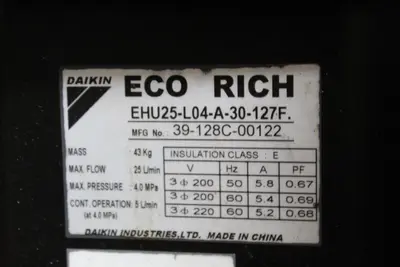 DAIKIN ECO RICH
EHU25-L04-A-30-127F.
MFG No. 39-128C-00122
MASS : 43 Kg
MAX. FLOW : 25 L/min
MAX. PRESSURE : 4.0 MPa
CONT. OPERATION : 5 L/min
(at 4.0 MPa)
INSULATION CLASS : E
V Hz A PF
3 ф 200 50 5.8 0.67
3 ф 200 60 5.4 0.69
3 ф 220 60 5.2 0.68
DAIKIN INDUSTRIES.LTD. MADE IN CHINA